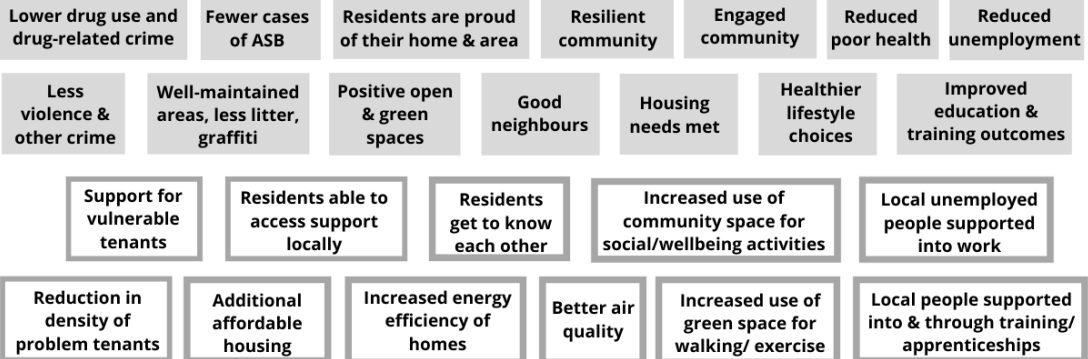 Lower drug use and
drug-related crime
Fewer cases
of ASB
Residents are proud
of their home & area
Resilient
community
Engaged
community
Reduced
poor health
Reduced
unemployment
Less
violence &
other crime
Well-maintained
areas, less litter,
graffiti
Positive open
& green
spaces
Good
neighbours
Housing
needs met
Healthier
lifestyle
choices
Improved
education &
training outcomes
Support for
vulnerable
tenants
Residents able to
access support
locally
Residents
get to know
each other
Increased use of
community space for
social/wellbeing activities
Local unemployed
people supported
into work
Reduction in
density of
problem tenants
Additional
affordable
housing
Increased energy
efficiency of
homes
Better air
quality
Increased use of
green space for
walking/ exercise
Local people supported
into & through training/
apprenticeships